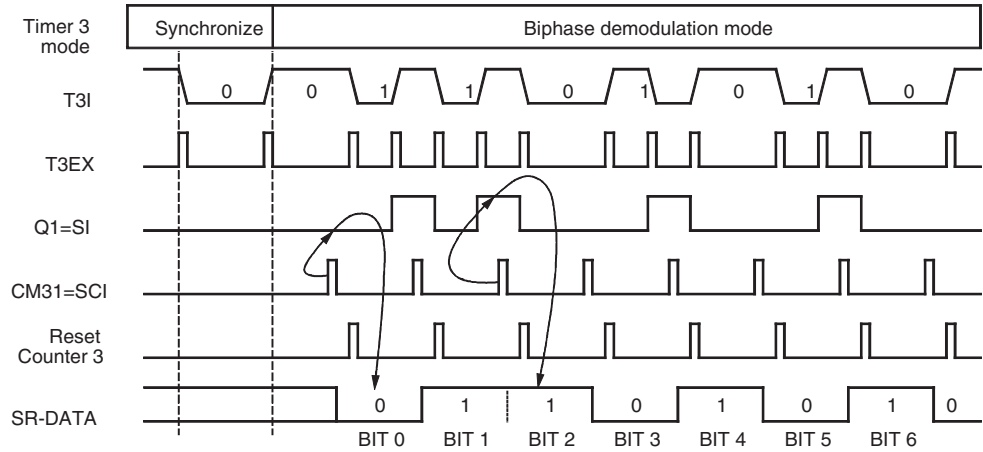 Timer 3 mode Synchronize Biphase demodulation mode
T3I 0 0 1 1 0 1 0 1 0
T3EX
Q1=SI
CM31=SCI
Reset
Counter 3
SR-DATA 0 1 1 0 1 0 1 0
BIT 0 BIT 1 BIT 2 BIT 3 BIT 4 BIT 5 BIT 6